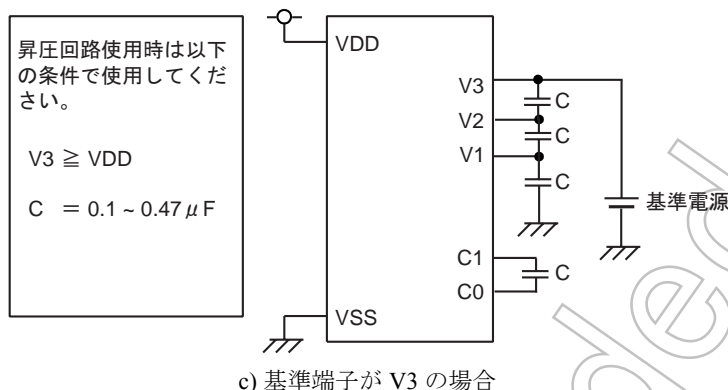 昇圧回路使用時は以下
の条件で使用してくだ
さい。
V3 ≧ VDD
C = 0.1 ~ 0.47 μ F
VDD
V3
C
V2
C
V1
C
基準電源
C1
C
C0
VSS
c) 基準端子が V3 の場合